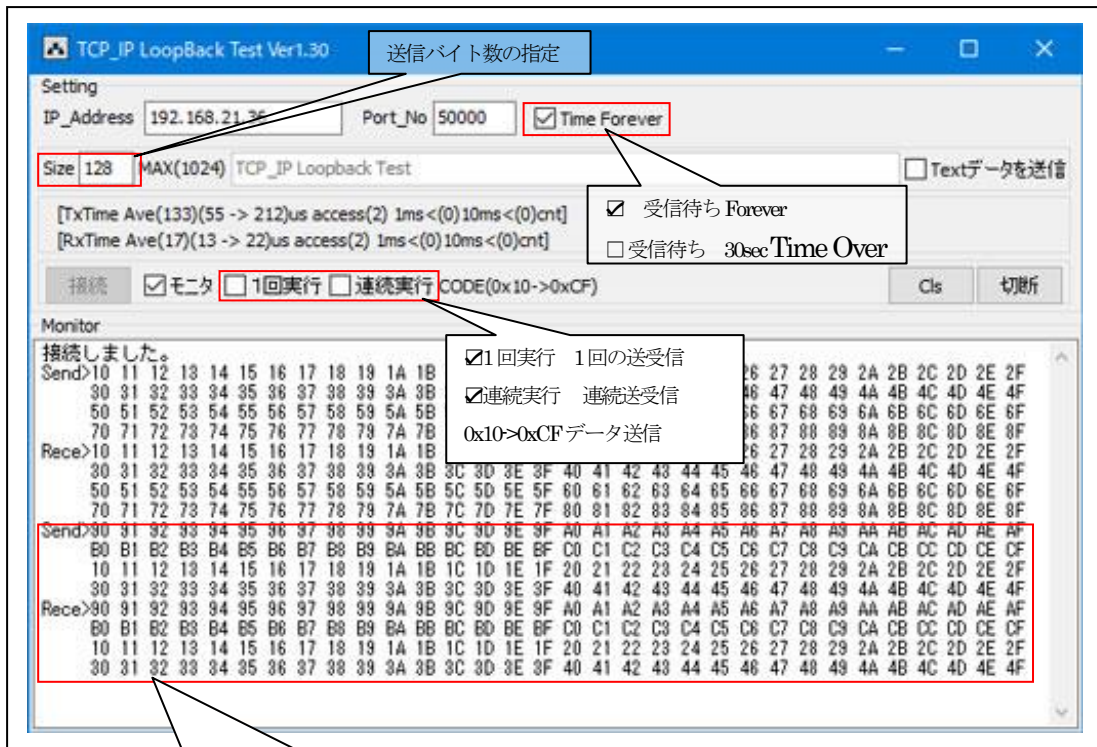 TCP_IP LoopBack Test Ver1.30
送信バイト数の指定
Setting
IP_Address 192.168.21.36 Port_No 50000 Time Forever
Size 128 MAX(1024) TCP_IP Loopback Test Textデータを送信
[TxTime Ave(133)(55 -> 212)us access(2) 1ms<(0)10ms<(0)cnt]
[RxTime Ave(17)(13 -> 22)us access(2) 1ms<(0)10ms<(0)cnt]
☑ 受信待ち Forever
□受信待ち 30sec Time Over
接続 モニタ 1回実行 連続実行 CODE(0x10->0xCF) Cls 切断
Monitor
☑1回実行 1回の送受信
☑連続実行 連続送受信
0x10->0xCFデータ送信
接続しました。
Send>10 11 12 13 14 15 16 17 18 19 1A 1B 26 27 28 29 2A 2B 2C 2D 2E 2F
30 31 32 33 34 35 36 37 38 39 3A 3B 46 47 48 49 4A 4B 4C 4D 4E 4F
50 51 52 53 54 55 56 57 58 59 5A 5B 66 67 68 69 6A 6B 6C 6D 6E 6F
70 71 72 73 74 75 76 77 78 79 7A 7B 86 87 88 89 8A 8B 8C 8D 8E 8F
Rece>10 11 12 13 14 15 16 17 18 19 1A 1B 26 27 28 29 2A 2B 2C 2D 2E 2F
30 31 32 33 34 35 36 37 38 39 3A 3B 3C 3D 3E 3F 40 41 42 43 44 45 46 47 48 49 4A 4B 4C 4D 4E 4F
50 51 52 53 54 55 56 57 58 59 5A 5B 5C 5D 5E 5F 60 61 62 63 64 65 66 67 68 69 6A 6B 6C 6D 6E 6F
70 71 72 73 74 75 76 77 78 79 7A 7B 7C 7D 7E 7F 80 81 82 83 84 85 86 87 88 89 8A 8B 8C 8D 8E 8F
Send>90 91 92 93 94 95 96 97 98 99 9A 9B 9C 9D 9E 9F A0 A1 A2 A3 A4 A5 A6 A7 A8 A9 AA AB AC AD AE AF
B0 B1 B2 B3 B4 B5 B6 B7 B8 B9 BA BB BC BD BE BF C0 C1 C2 C3 C4 C5 C6 C7 C8 C9 CA CB CC CD CE CF
10 11 12 13 14 15 16 17 18 19 1A 1B 1C 1D 1E 1F 20 21 22 23 24 25 26 27 28 29 2A 2B 2C 2D 2E 2F
30 31 32 33 34 35 36 37 38 39 3A 3B 3C 3D 3E 3F 40 41 42 43 44 45 46 47 48 49 4A 4B 4C 4D 4E 4F
Rece>90 91 92 93 94 95 96 97 98 99 9A 9B 9C 9D 9E 9F A0 A1 A2 A3 A4 A5 A6 A7 A8 A9 AA AB AC AD AE AF
B0 B1 B2 B3 B4 B5 B6 B7 B8 B9 BA BB BC BD BE BF C0 C1 C2 C3 C4 C5 C6 C7 C8 C9 CA CB CC CD CE CF
10 11 12 13 14 15 16 17 18 19 1A 1B 1C 1D 1E 1F 20 21 22 23 24 25 26 27 28 29 2A 2B 2C 2D 2E 2F
30 31 32 33 34 35 36 37 38 39 3A 3B 3C 3D 3E 3F 40 41 42 43 44 45 46 47 48 49 4A 4B 4C 4D 4E 4F